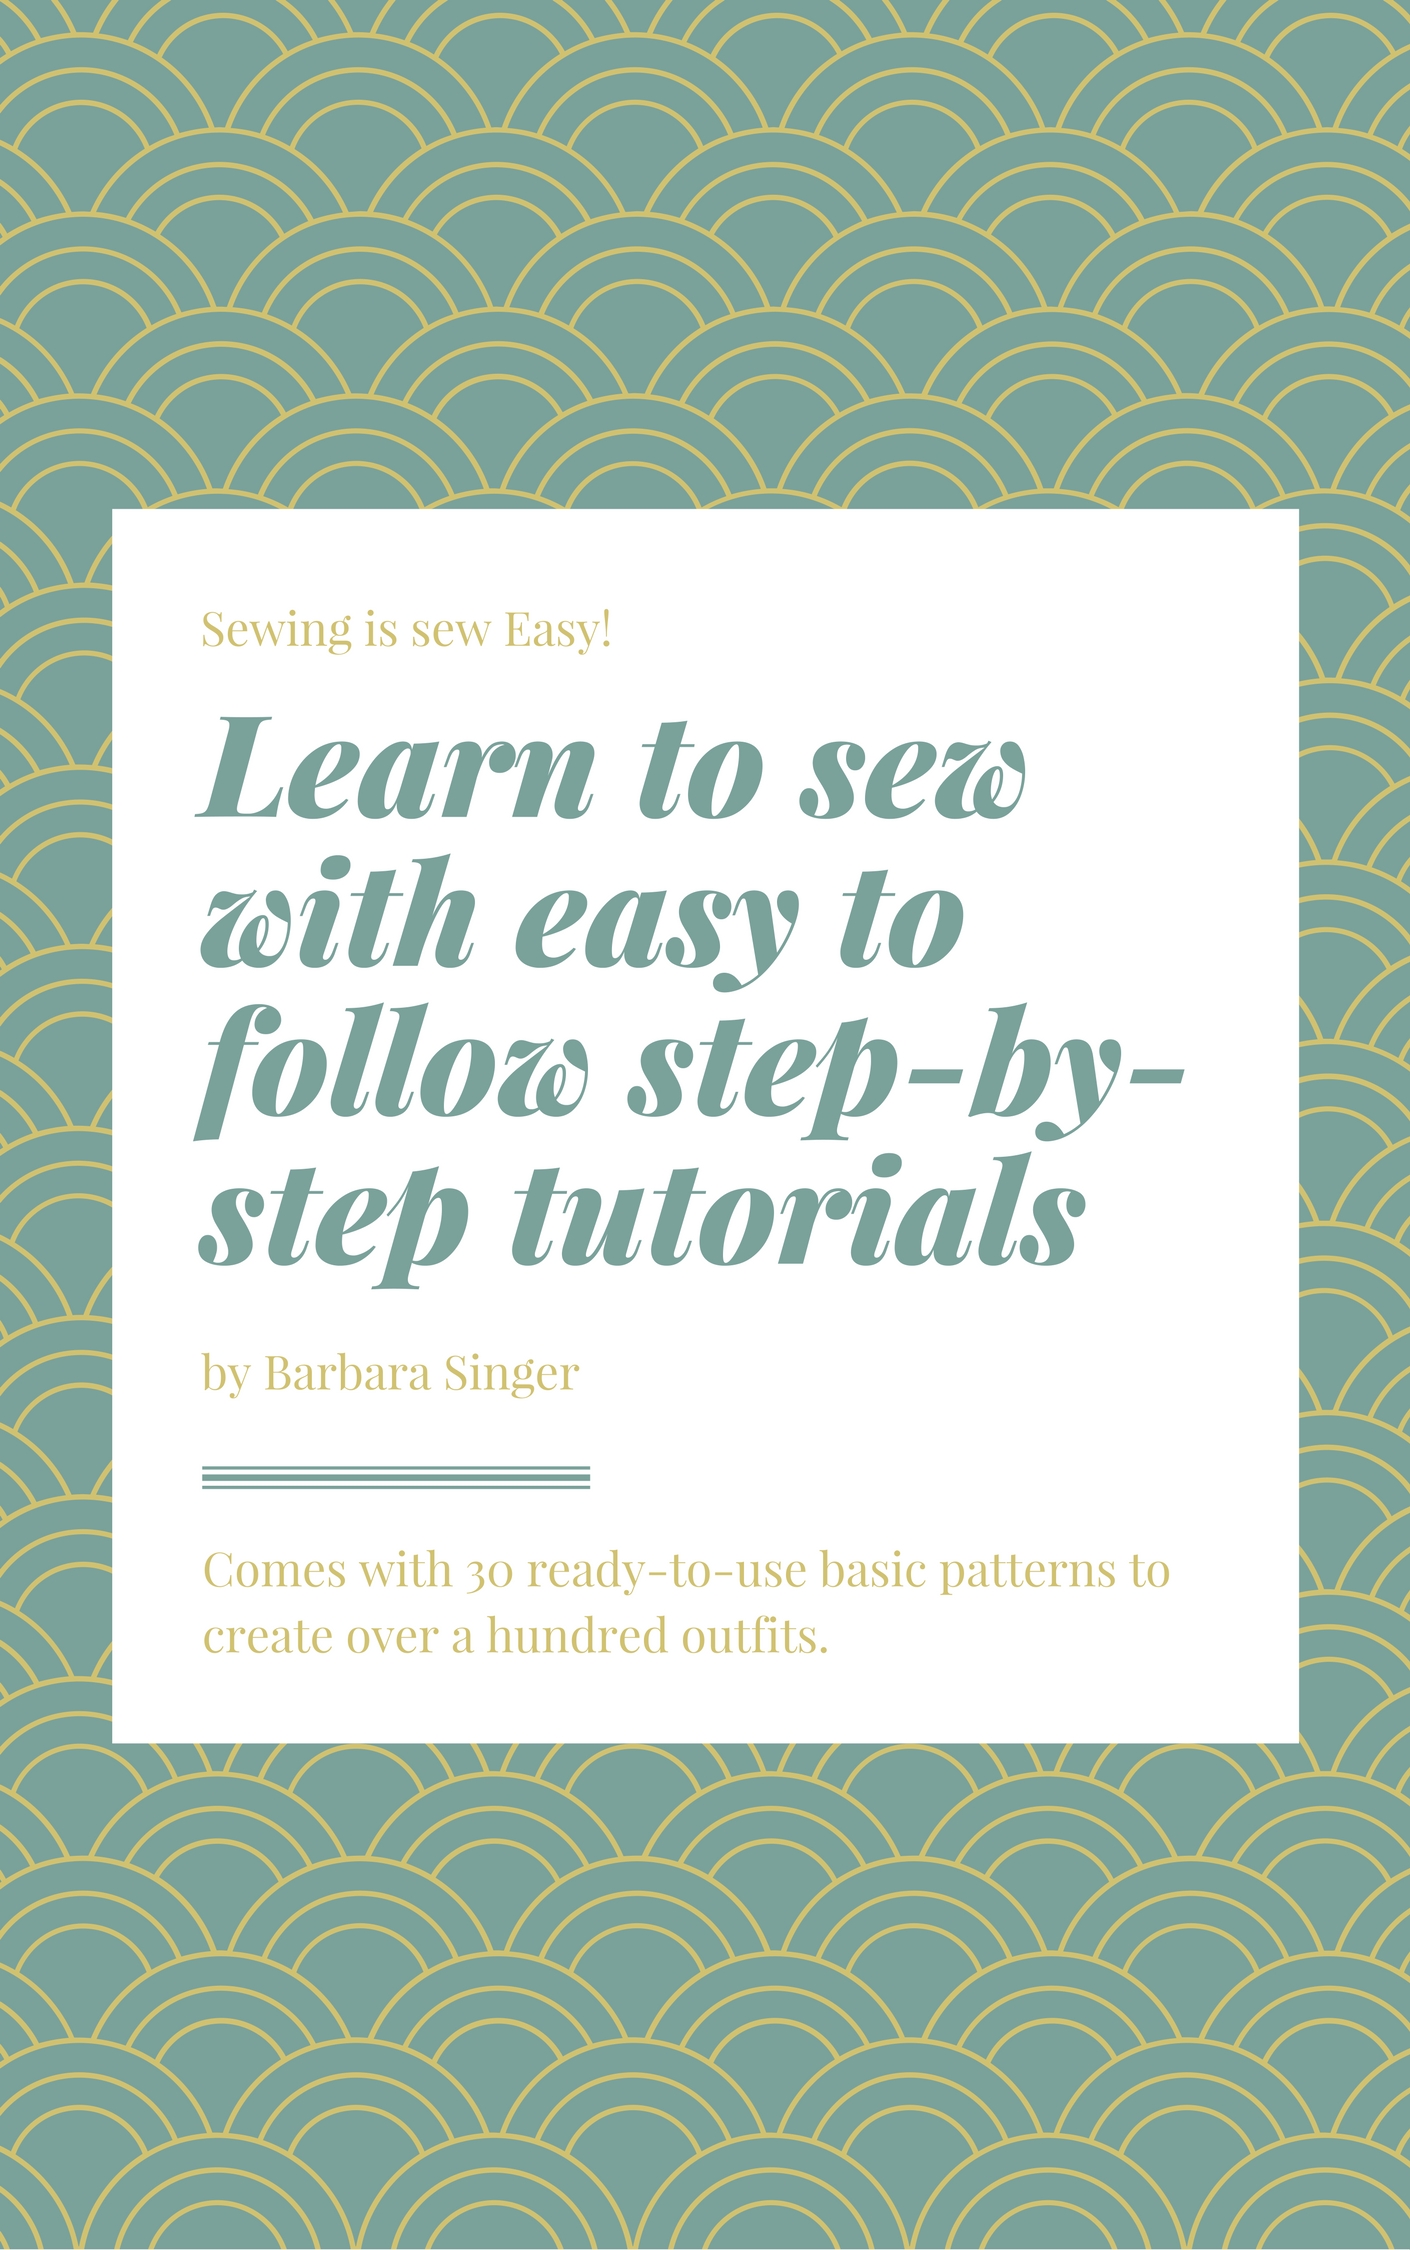 Sewing is sew Easy!
Learn to sew
with easy to
follow step-by-
step tutorials
by Barbara Singer
Comes with 30 ready-to-use basic patterns to
create over a hundred outfits.